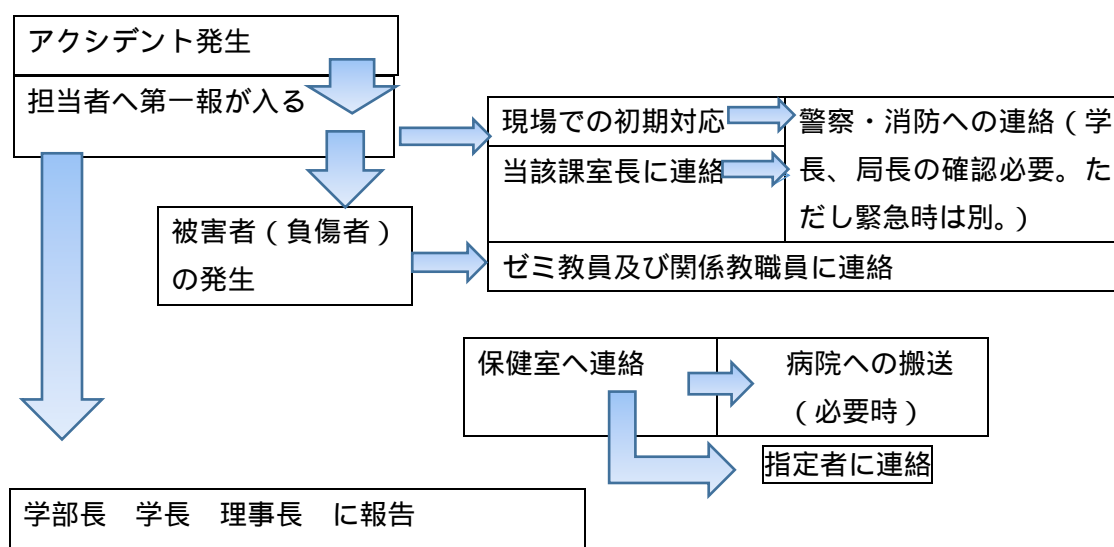 アクシデント発生
担当者へ第一報が入る
現場での初期対応
警察・消防への連絡（学
長、局長の確認必要。た
だし緊急時は別。）
当該課室長に連絡
被害者（負傷者）
の発生
ゼミ教員及び関係教職員に連絡
保健室へ連絡
病院への搬送
（必要時）
指定者に連絡
学部長　学長　理事長　に報告